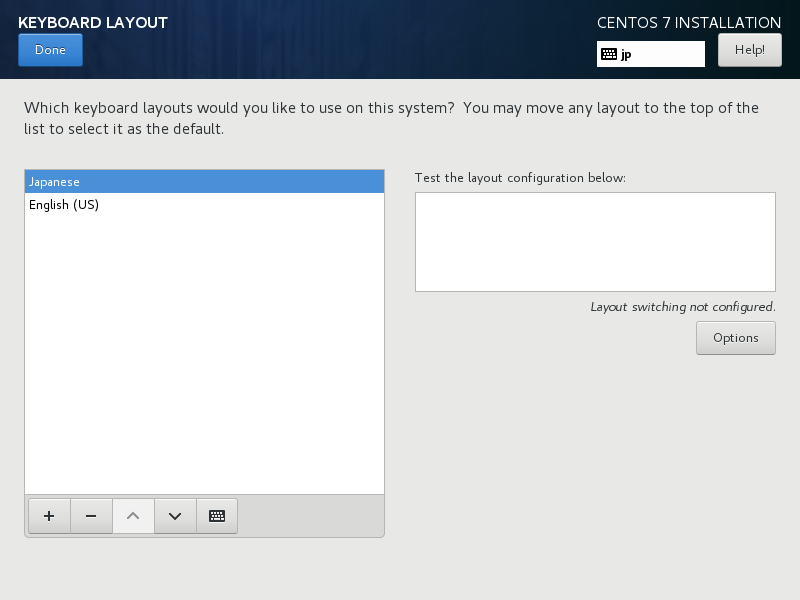 KEYBOARD LAYOUT
CENTOS 7 INSTALLATION
Done
jp
Help!
Which keyboard layouts would you like to use on this system?  You may move any layout to the top of the
list to select it as the default.
Japanese
English (US)
Test the layout configuration below:
Layout switching not configured.
Options